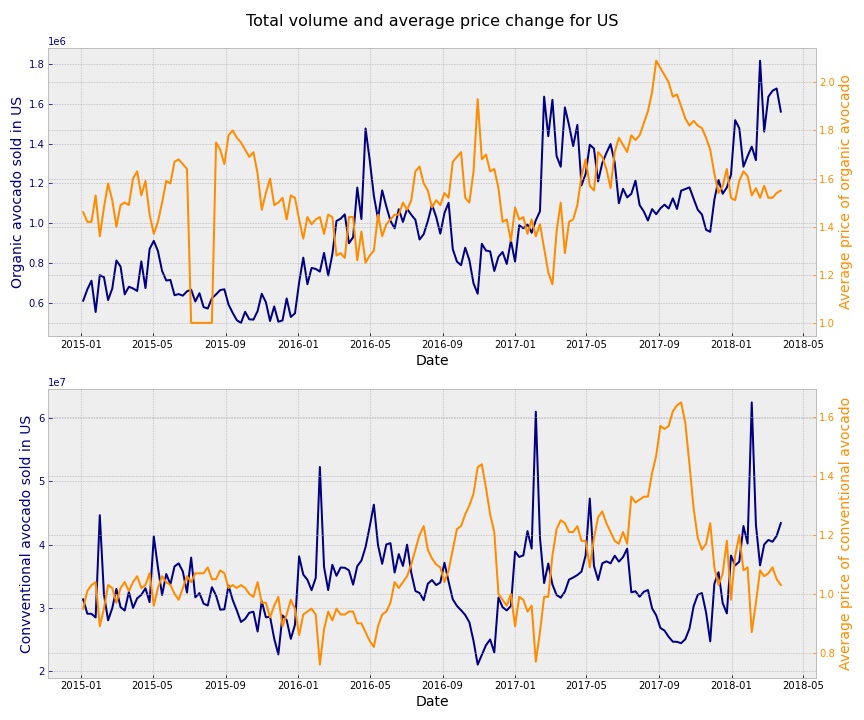 Total volume and average price change for US
1e6
1.8
1.6
1.4
1.2
1.0
0.8
0.6
Organic avocado sold in US
2.0
1.8
1.6
1.4
1.2
1.0
Average price of organic avocado
2015-01 2015-05 2015-09 2016-01 2016-05 2016-09 2017-01 2017-05 2017-09 2018-01 2018-05
Date
1e7
6
5
4
3
2
Convventional avocado sold in US
1.6
1.4
1.2
1.0
0.8
Average price of conventional avocado
2015-01 2015-05 2015-09 2016-01 2016-05 2016-09 2017-01 2017-05 2017-09 2018-01 2018-05
Date